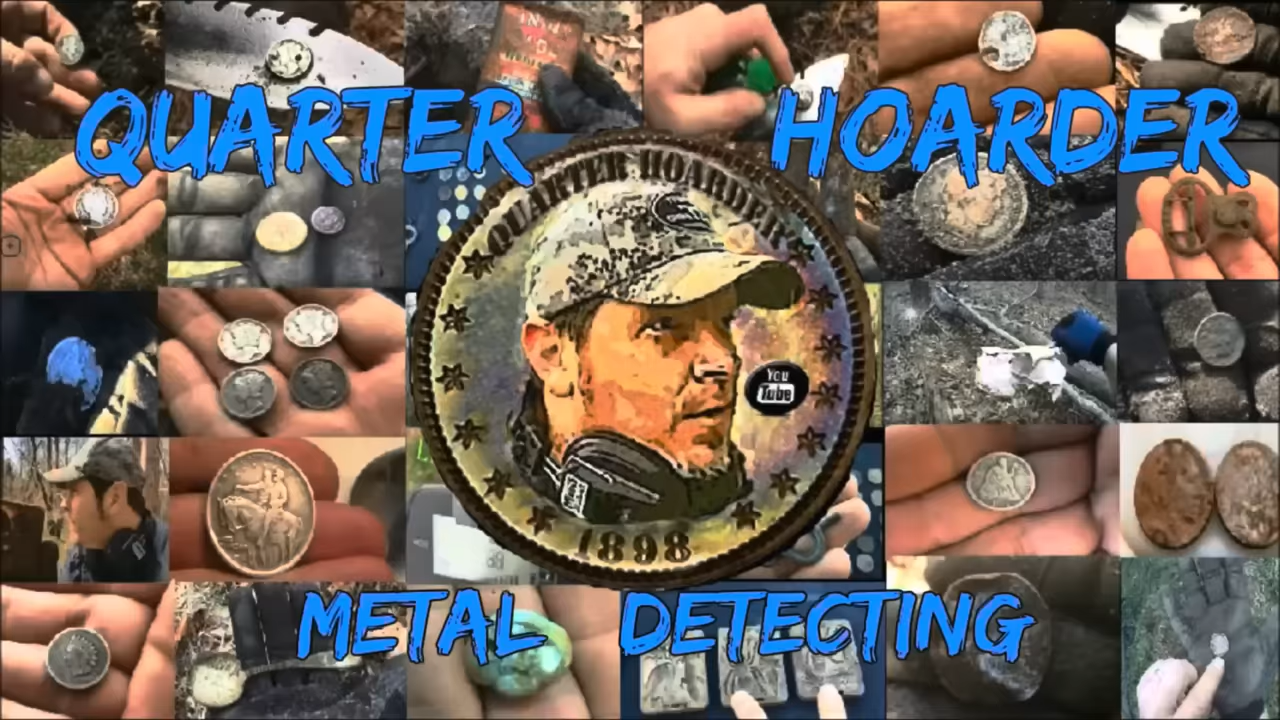 QUARTER HOARDER
QUARTER HOARDER
You
Tube
1898
METAL DETECTING